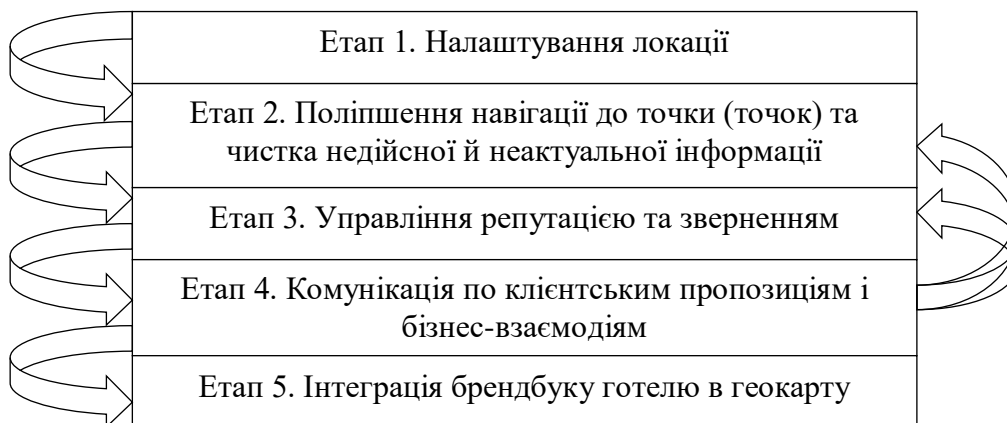 Етап 1. Налаштування локації
Етап 2. Поліпшення навігації до точки (точок) та
чистка недійсної й неактуальної інформації
Етап 3. Управління репутацією та зверненням
Етап 4. Комунікація по клієнтським пропозиціям і
бізнес-взаємодіям
Етап 5. Інтеграція брендбуку готелю в геокарту